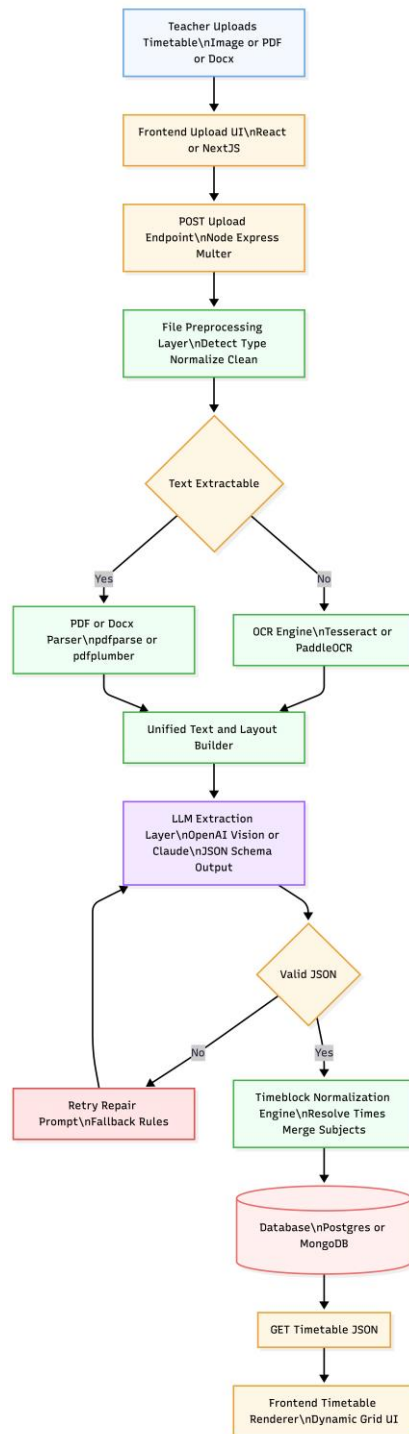 Teacher Uploads
Timetable\nImage or PDF
or Docx
Frontend Upload UI\nReact
or NextJS
POST Upload
Endpoint\nNode Express
Multer
File Preprocessing
Layer\nDetect Type
Normalize Clean
Text Extractable
Yes
No
PDF or Docx
Parser\npdfparse or
pdfplumber
OCR Engine\nTesseract or
PaddleOCR
Unified Text and Layout
Builder
LLM Extraction
Layer\nOpenAI Vision or
Claude\nJSON Schema
Output
Valid JSON
No
Yes
Retry Repair
Prompt\nFallback Rules
Timeblock Normalization
Engine\nResolve Times
Merge Subjects
Database\nPostgres or
MongoDB
GET Timetable JSON
Frontend Timetable
Renderer\nDynamic Grid UI